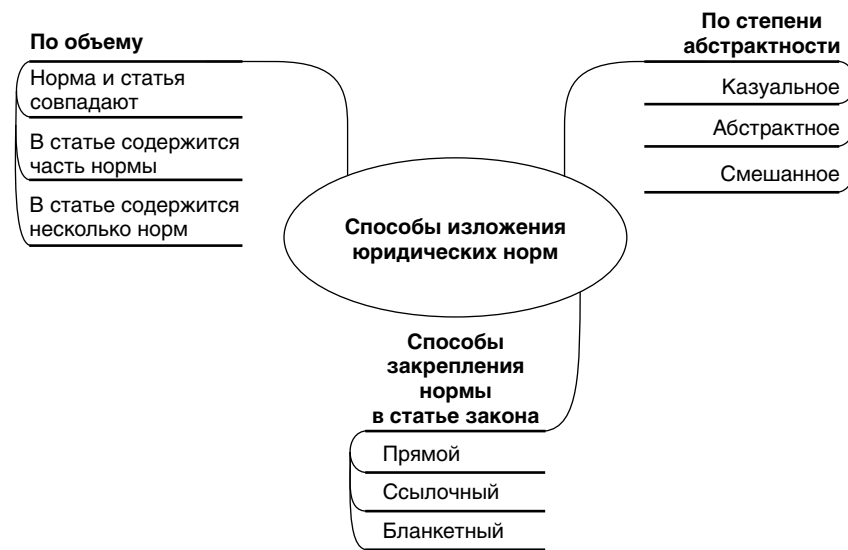 По объему
Норма и статья
совпадают
В статье содержится
часть нормы
В статье содержится
несколько норм
По степени
абстрактности
Казуальное
Абстрактное
Смешанное
Способы изложения
юридических норм
Способы
закрепления
нормы
в статье закона
Прямой
Ссылочный
Бланкетный